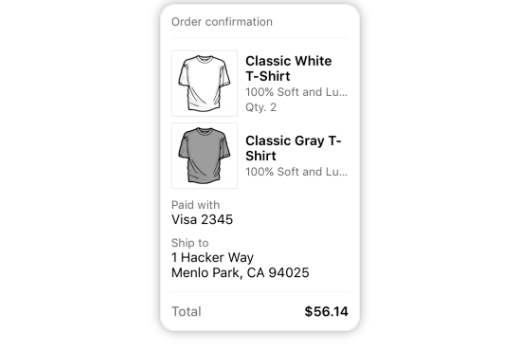 Order confirmation
Classic White
T-Shirt
100% Soft and Lu...
Qty. 2
Classic Gray T-
Shirt
100% Soft and Lu...
Paid with
Visa 2345
Ship to
1 Hacker Way
Menlo Park, CA 94025
Total $56.14